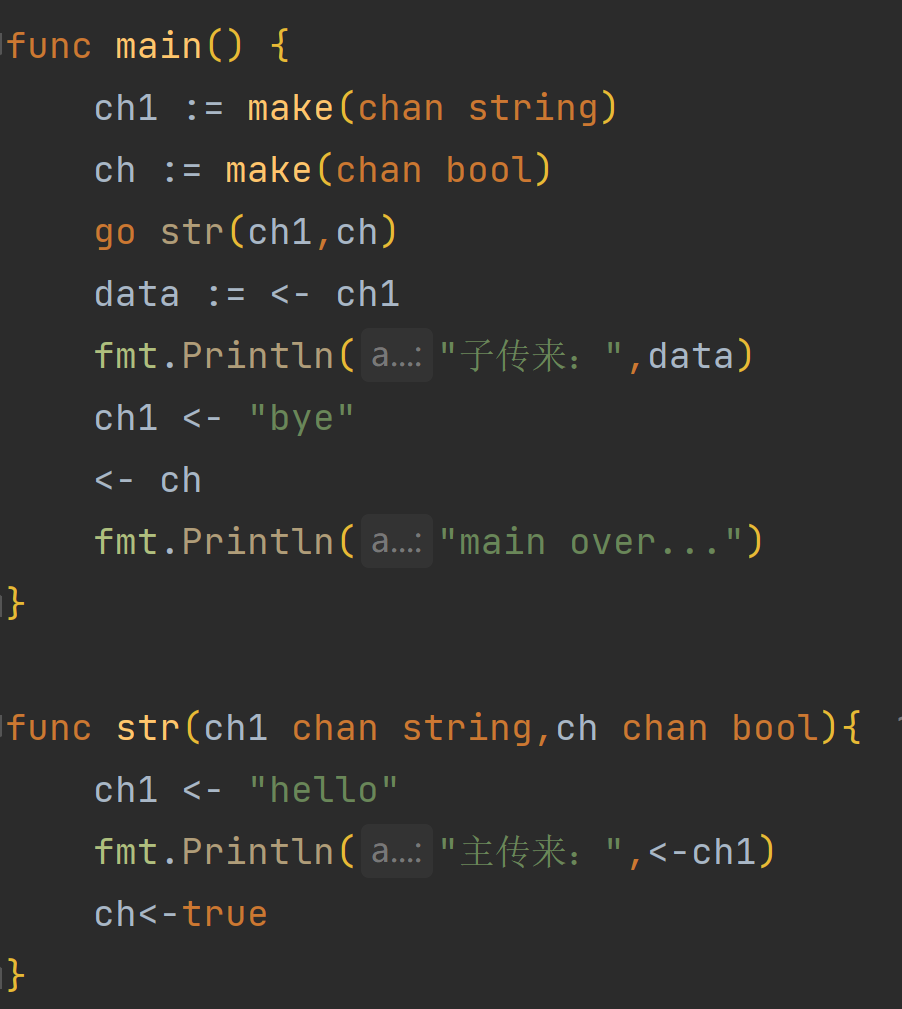 func main() {
    ch1 := make(chan string)
    ch := make(chan bool)
    go str(ch1,ch)
    data := <- ch1
    fmt.Println( a...: "子传来：",data)
    ch1 <- "bye"
    <- ch
    fmt.Println( a...: "main over...")
}
func str(ch1 chan string,ch chan bool){
    ch1 <- "hello"
    fmt.Println( a...: "主传来：",<-ch1)
    ch<-true
}